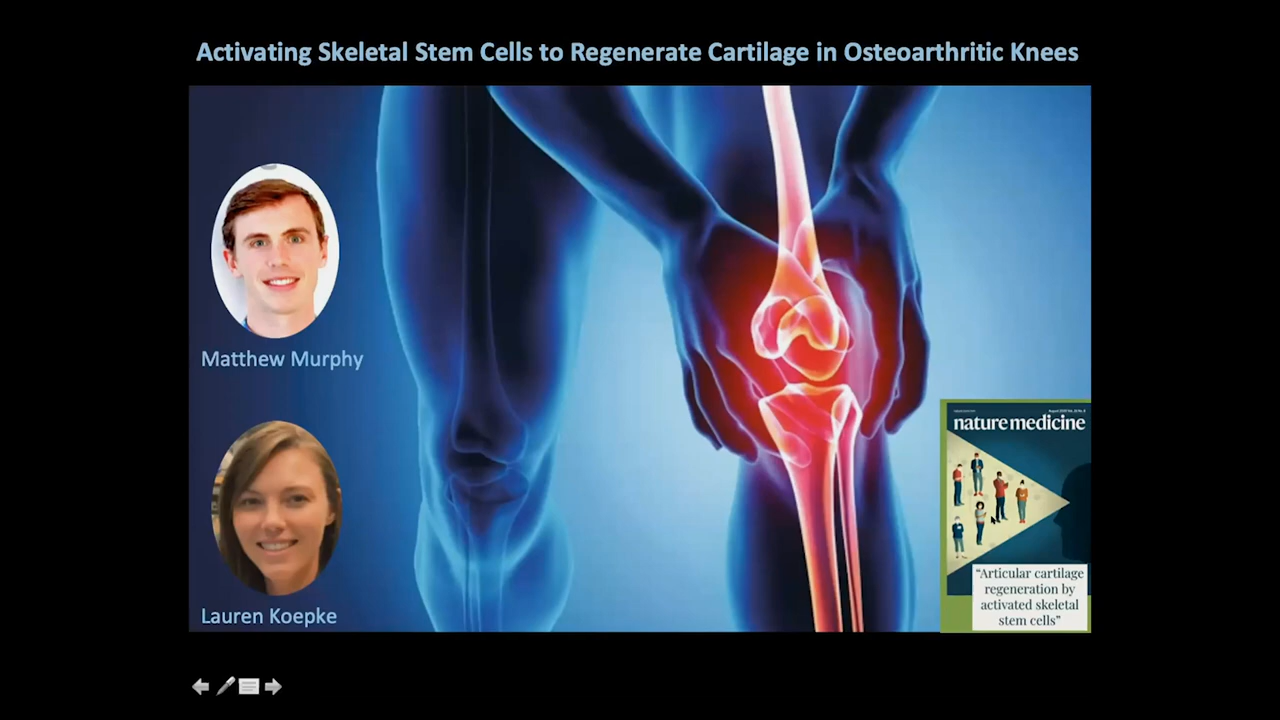 Activating Skeletal Stem Cells to Regenerate Cartilage in Osteoarthritic Knees
Matthew Murphy
Lauren Koepke
nature medicine
“Articular cartilage
regeneration by
activated skeletal
stem cells”